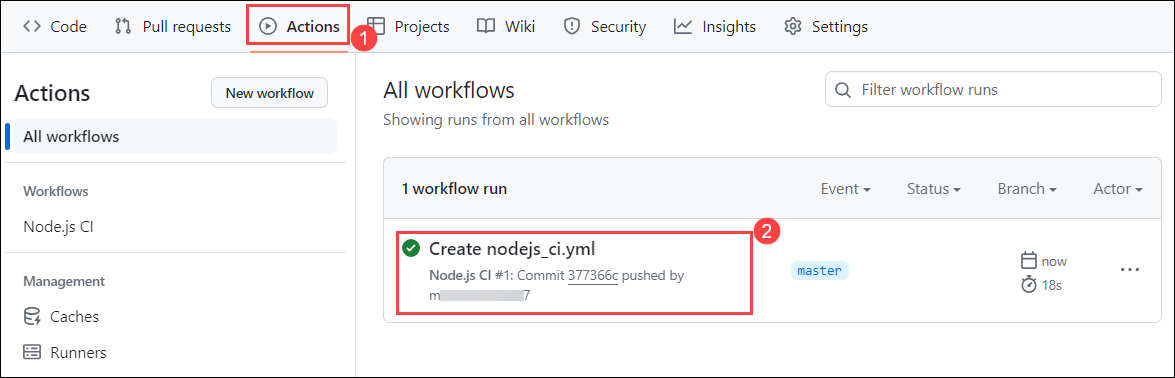 Code Pull requests Actions Projects Wiki Security Insights Settings
1
Actions
New workflow
All workflows
Workflows
Node.js CI
Management
Caches
Runners
All workflows
Showing runs from all workflows
Filter workflow runs
1 workflow run Event Status Branch Actor
2
Create nodejs_ci.yml
Node.js CI #1: Commit 377366c pushed by
m 7
master
now
18s